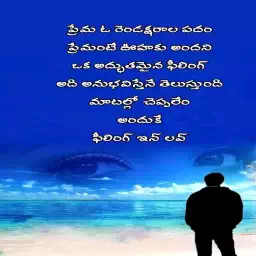 ప్రేమ ఓ రెండక్షరాల పదం
ప్రేమంటే ఊహకు అందని
ఒక అద్భుతమైన ఫీలింగ్
అది అనుభవిస్తేనే తెలుస్తుంది
మాటల్లో చెప్పలేం
అందుకే
ఫీలింగ్ ఇన్ లవ్